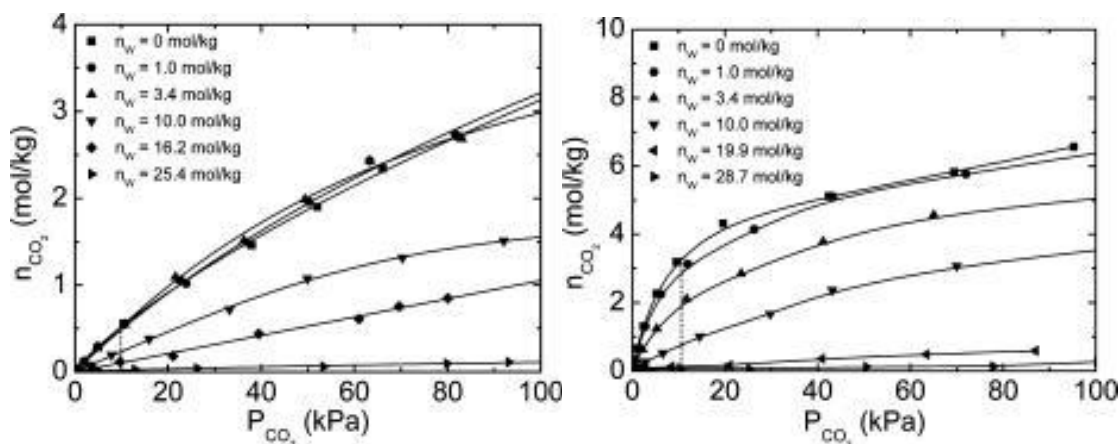 4
3
2
1
0
n_CO₂ (mol/kg)
■ n_W = 0 mol/kg
● n_W = 1.0 mol/kg
▲ n_W = 3.4 mol/kg
▼ n_W = 10.0 mol/kg
◆ n_W = 16.2 mol/kg
► n_W = 25.4 mol/kg
0 20 40 60 80 100
P_CO₂ (kPa)
10
8
6
4
2
0
n_CO₂ (mol/kg)
■ n_W = 0 mol/kg
● n_W = 1.0 mol/kg
▲ n_W = 3.4 mol/kg
▼ n_W = 10.0 mol/kg
◄ n_W = 19.9 mol/kg
► n_W = 28.7 mol/kg
0 20 40 60 80 100
P_CO₂ (kPa)